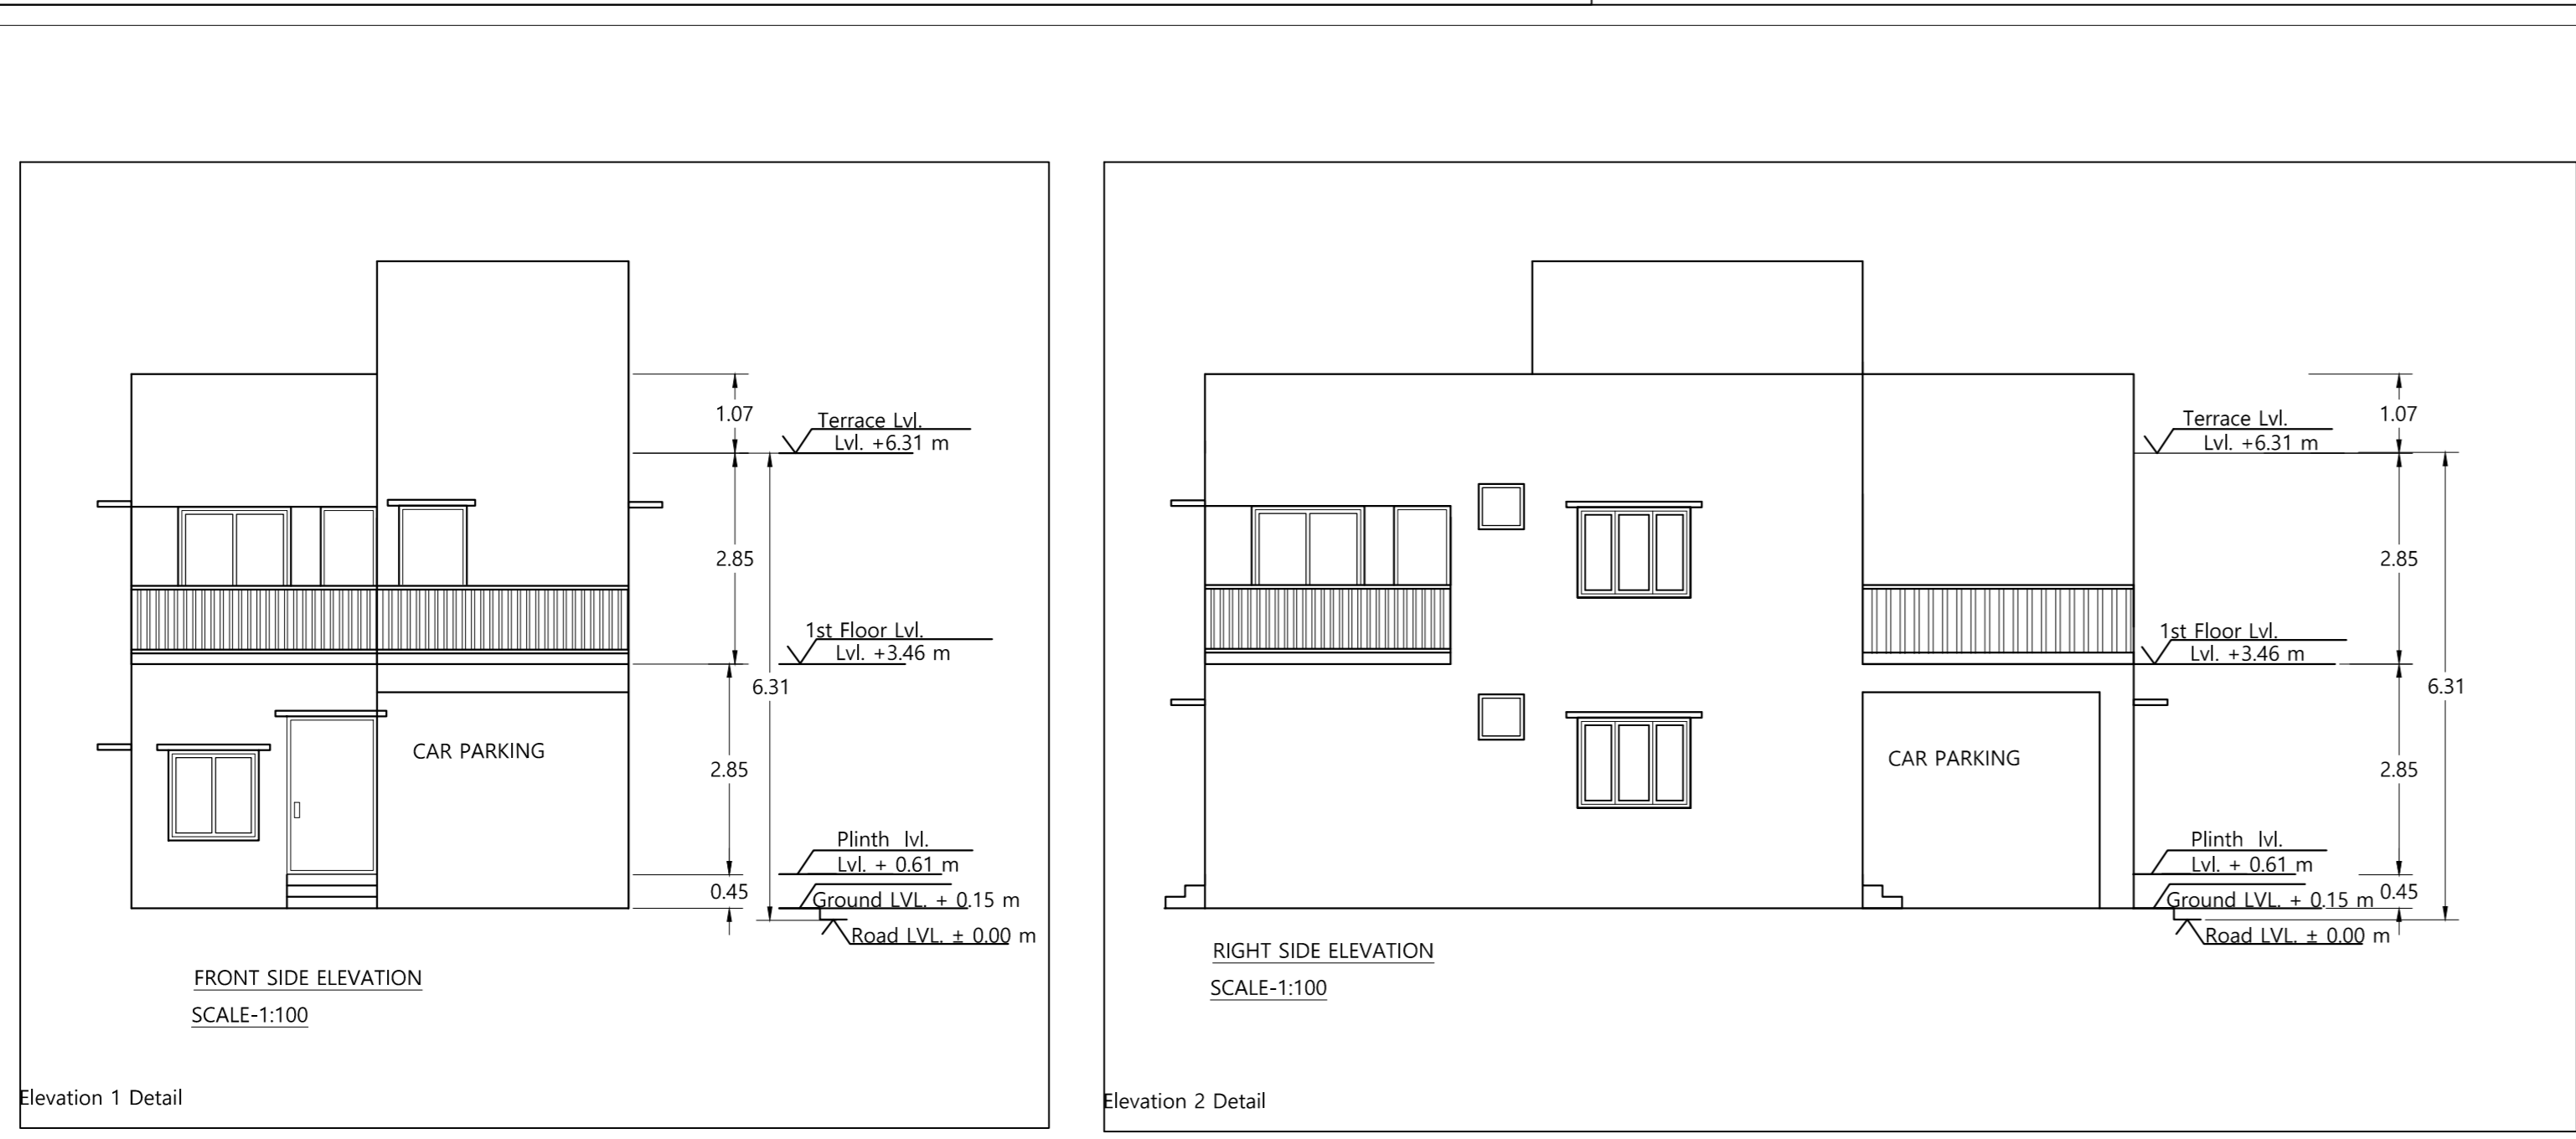 1.07
Terrace Lvl.
Lvl. +6.31 m
2.85
1st Floor Lvl.
Lvl. +3.46 m
6.31
CAR PARKING
2.85
Plinth lvl.
Lvl. + 0.61 m
0.45
Ground LVL. + 0.15 m
Road LVL. ± 0.00 m
FRONT SIDE ELEVATION
SCALE-1:100
Elevation 1 Detail
Terrace Lvl.
Lvl. +6.31 m
1.07
2.85
1st Floor Lvl.
Lvl. +3.46 m
6.31
CAR PARKING
2.85
Plinth lvl.
Lvl. + 0.61 m
Ground LVL. + 0.15 m
0.45
Road LVL. ± 0.00 m
RIGHT SIDE ELEVATION
SCALE-1:100
Elevation 2 Detail